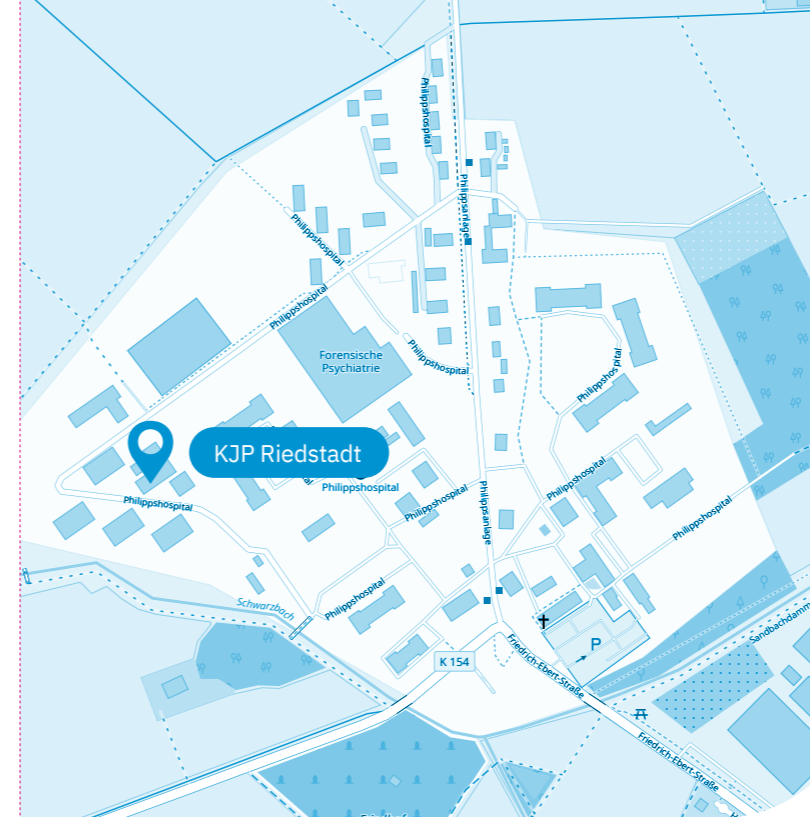 Philippshospital
Philippsanlage
Philippshospital
Philippshospital
Forensische
Psychiatrie
Philippshospital
Philippshospital
KJP Riedstadt
Philippshospital
Philippshospital
Philippshospital
Philippshospital
Philippsanlage
Philippshospital
Philippshospital
Schwarzbach
Philippshospital
P
K 154
Friedrich-Ebert-Straße
Sandbachdamm
Friedrich-Ebert-Straße